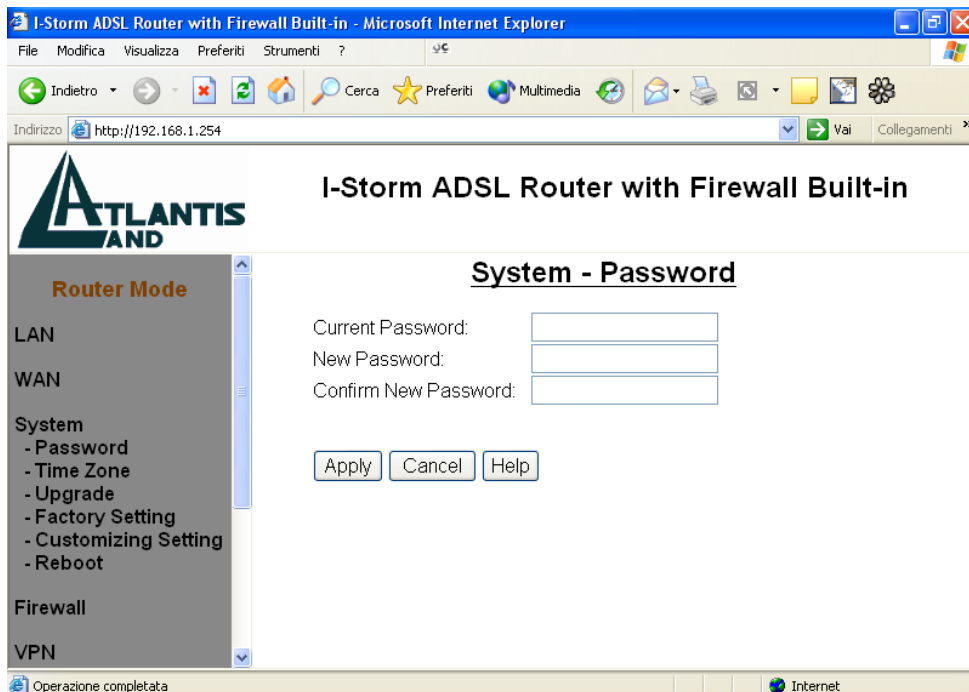 I-Storm ADSL Router with Firewall Built-in - Microsoft Internet Explorer
File Modifica Visualizza Preferiti Strumenti ?
Indietro Cerca Preferiti Multimedia
Indirizzo http://192.168.1.254 Vai Collegamenti »
ATLANTIS
LAND
I-Storm ADSL Router with Firewall Built-in
Router Mode
LAN
WAN
System
- Password
- Time Zone
- Upgrade
- Factory Setting
- Customizing Setting
- Reboot
Firewall
VPN
System - Password
Current Password:
New Password:
Confirm New Password:
Apply Cancel Help
Operazione completata Internet